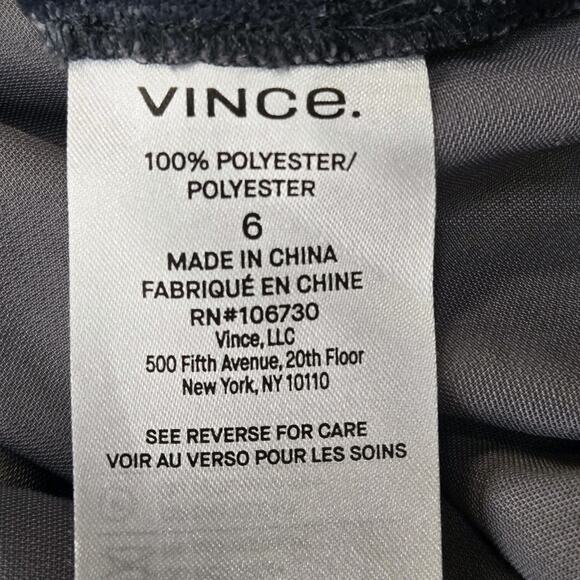 VINCE.
100% POLYESTER/
POLYESTER
6
MADE IN CHINA
FABRIQUÉ EN CHINE
RN#106730
Vince, LLC
500 Fifth Avenue, 20th Floor
New York, NY 10110
SEE REVERSE FOR CARE
VOIR AU VERSO POUR LES SOINS